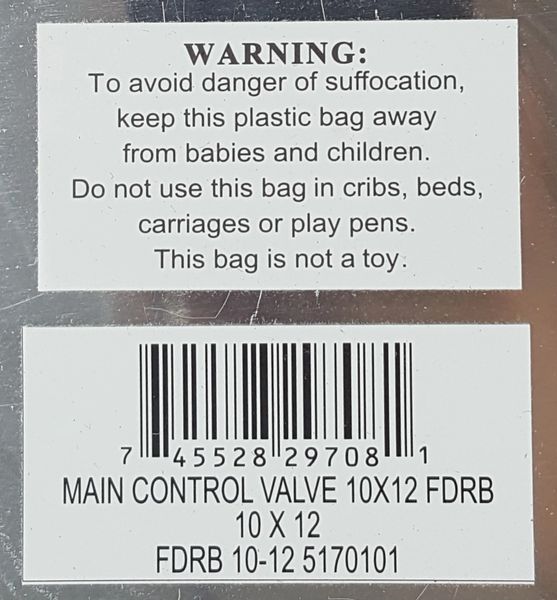 WARNING:
To avoid danger of suffocation,
keep this plastic bag away
from babies and children.
Do not use this bag in cribs, beds,
carriages or play pens.
This bag is not a toy.
7 45528 29708 1
MAIN CONTROL VALVE 10X12 FDRB
10 X 12
FDRB 10-12 5170101